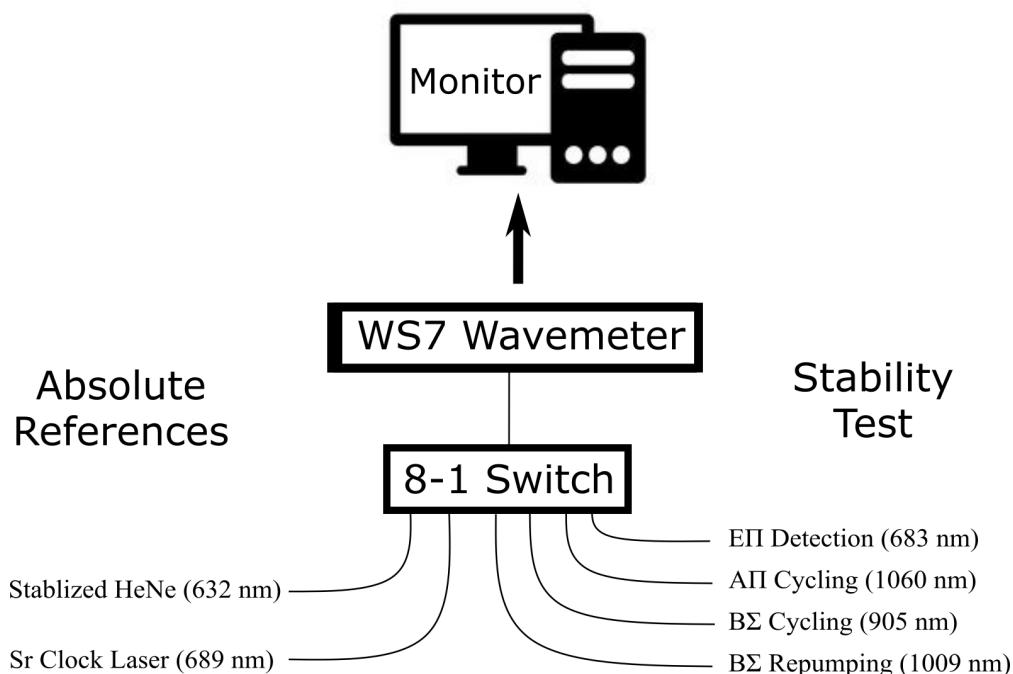 Monitor
WS7 Wavemeter
Absolute
References
Stability
Test
8-1 Switch
Stablized HeNe (632 nm)
Sr Clock Laser (689 nm)
EΠ Detection (683 nm)
AΠ Cycling (1060 nm)
BΣ Cycling (905 nm)
BΣ Repumping (1009 nm)